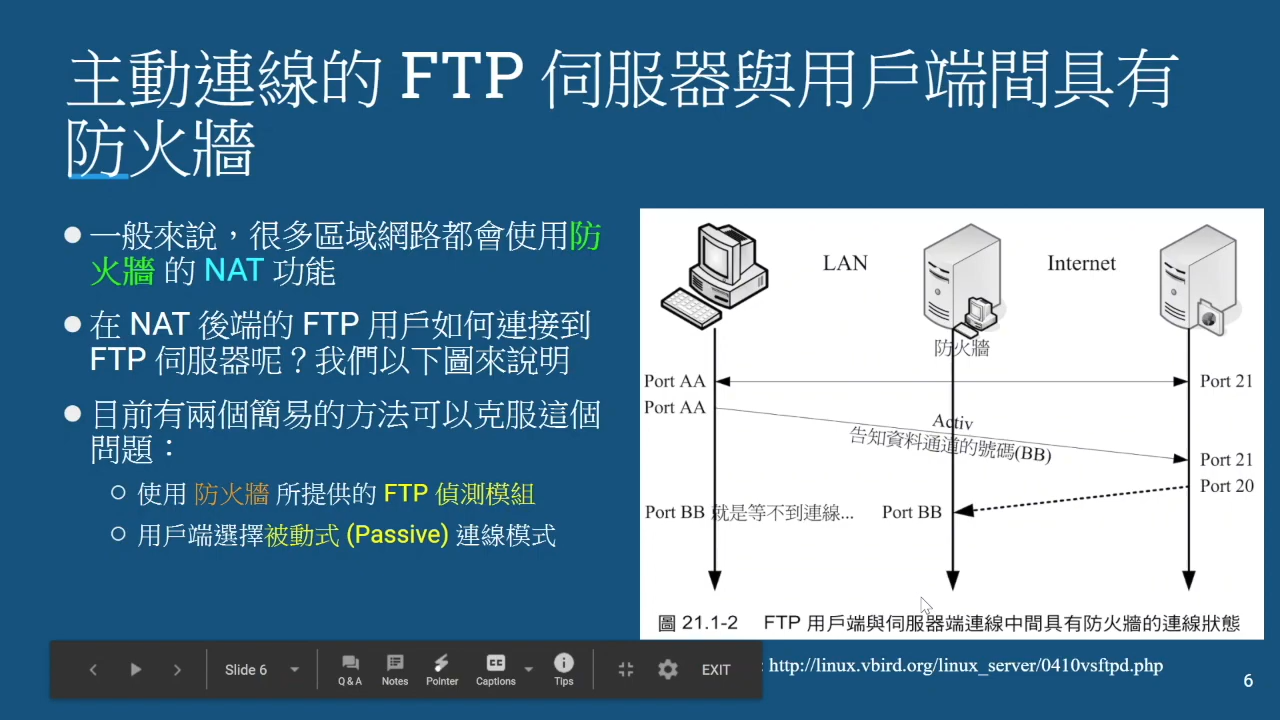 主動連線的 FTP 伺服器與用戶端間具有
防火牆
● 一般來說，很多區域網路都會使用防
火牆 的 NAT 功能
● 在 NAT 後端的 FTP 用戶如何連接到
FTP 伺服器呢？我們以下圖來說明
● 目前有兩個簡易的方法可以克服這個
問題：
○ 使用 防火牆 所提供的 FTP 偵測模組
○ 用戶端選擇被動式 (Passive) 連線模式
LAN
Internet
防火牆
Port AA
Port 21
Port AA
Activ
告知資料通道的號碼(BB)
Port 21
Port 20
Port BB 就是等不到連線...
Port BB
圖 21.1-2 FTP 用戶端與伺服器端連線中間具有防火牆的連線狀態
: http://linux.vbird.org/linux_server/0410vsftpd.php
Slide 6
Q & A
Notes
Pointer
Captions
Tips
EXIT
6